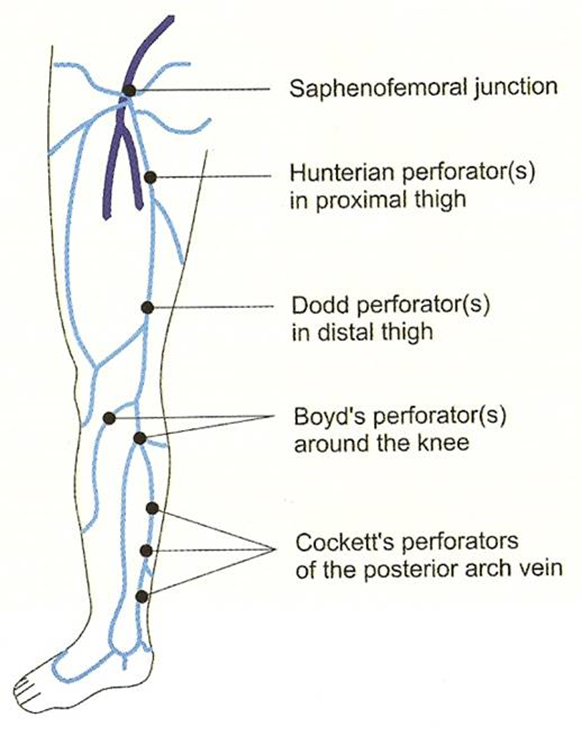 Saphenofemoral junction
Hunterian perforator(s)
in proximal thigh
Dodd perforator(s)
in distal thigh
Boyd's perforator(s)
around the knee
Cockett's perforators
of the posterior arch vein